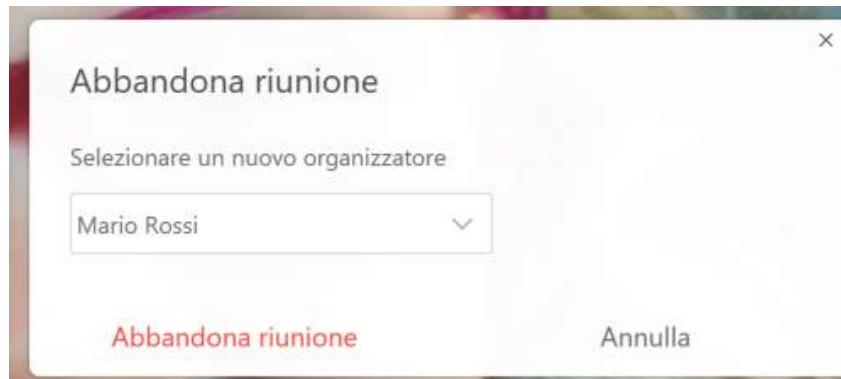 Abbandona riunione
Selezionare un nuovo organizzatore
Mario Rossi
Abbandona riunione Annulla